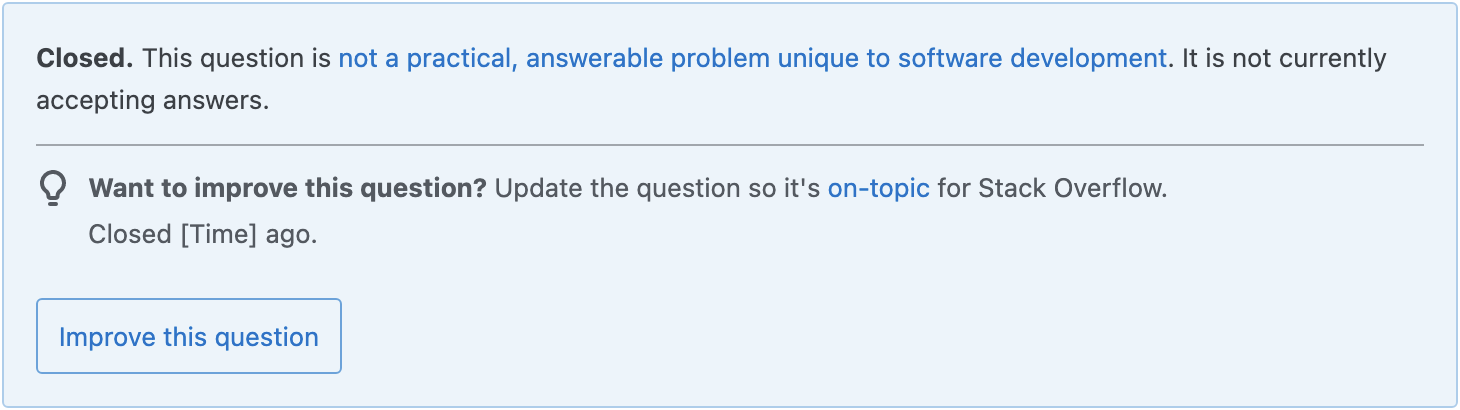 Closed. This question is not a practical, answerable problem unique to software development. It is not currently
accepting answers.
Want to improve this question? Update the question so it's on-topic for Stack Overflow.
Closed [Time] ago.
Improve this question